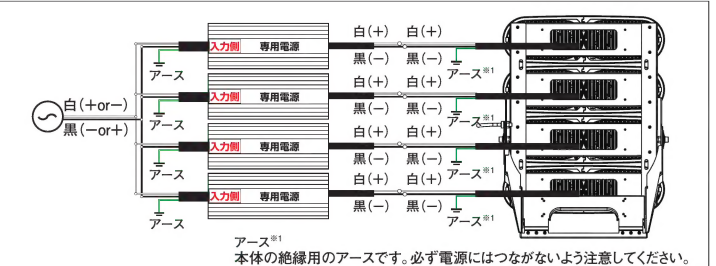 白(+) 白(+)
入力側 専用電源
黒(−) 黒(−)
アース アース※1
白(+) 白(+)
入力側 専用電源
黒(−) 黒(−)
アース アース※1
白(+or−)
黒(−or+)
白(+) 白(+)
入力側 専用電源
黒(−) 黒(−)
アース アース※1
白(+) 白(+)
入力側 専用電源
黒(−) 黒(−)
アース アース※1
アース※1
本体の絶縁用のアースです。必ず電源にはつながないよう注意してください。